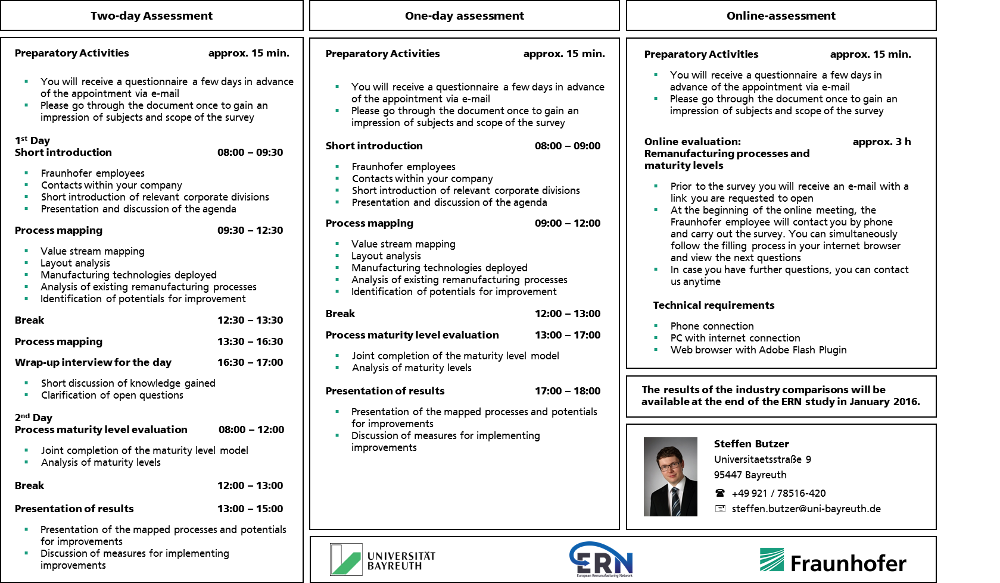 Two-day Assessment
Preparatory Activities approx. 15 min.
▪ You will receive a questionnaire a few days in advance
of the appointment via e-mail
▪ Please go through the document once to gain an
impression of subjects and scope of the survey
1st Day
Short introduction 08:00 – 09:30
▪ Fraunhofer employees
▪ Contacts within your company
▪ Short introduction of relevant corporate divisions
▪ Presentation and discussion of the agenda
Process mapping 09:30 – 12:30
▪ Value stream mapping
▪ Layout analysis
▪ Manufacturing technologies deployed
▪ Analysis of existing remanufacturing processes
▪ Identification of potentials for improvement
Break 12:30 – 13:30
Process mapping 13:30 – 16:30
Wrap-up interview for the day 16:30 – 17:00
▪ Short discussion of knowledge gained
▪ Clarification of open questions
2nd Day
Process maturity level evaluation 08:00 – 12:00
▪ Joint completion of the maturity level model
▪ Analysis of maturity levels
Break 12:00 – 13:00
Presentation of results 13:00 – 15:00
▪ Presentation of the mapped processes and potentials
for improvements
▪ Discussion of measures for implementing
improvements
One-day assessment
Preparatory Activities approx. 15 min.
▪ You will receive a questionnaire a few days in advance
of the appointment via e-mail
▪ Please go through the document once to gain an
impression of subjects and scope of the survey
Short introduction 08:00 – 09:00
▪ Fraunhofer employees
▪ Contacts within your company
▪ Short introduction of relevant corporate divisions
▪ Presentation and discussion of the agenda
Process mapping 09:00 – 12:00
▪ Value stream mapping
▪ Layout analysis
▪ Manufacturing technologies deployed
▪ Analysis of existing remanufacturing processes
▪ Identification of potentials for improvement
Break 12:00 – 13:00
Process maturity level evaluation 13:00 – 17:00
▪ Joint completion of the maturity level model
▪ Analysis of maturity levels
Presentation of results 17:00 – 18:00
▪ Presentation of the mapped processes and potentials
for improvements
▪ Discussion of measures for implementing
improvements
Online-assessment
Preparatory Activities approx. 15 min.
▪ You will receive a questionnaire a few days in
advance of the appointment via e-mail
▪ Please go through the document once to gain an
impression of subjects and scope of the survey
Online evaluation: approx. 3 h
Remanufacturing processes and
maturity levels
▪ Prior to the survey you will receive an e-mail with a
link you are requested to open
▪ At the beginning of the online meeting, the
Fraunhofer employee will contact you by phone
and carry out the survey. You can simultaneously
follow the filling process in your internet browser
and view the next questions
▪ In case you have further questions, you can contact
us anytime
Technical requirements
▪ Phone connection
▪ PC with internet connection
▪ Web browser with Adobe Flash Plugin
The results of the industry comparisons will be
available at the end of the ERN study in January 2016.
Steffen Butzer
Universitaetsstraße 9
95447 Bayreuth
+49 921 / 78516-420
steffen.butzer@uni-bayreuth.de
UNIVERSITÄT
BAYREUTH
ERN
European Remanufacturing Network
Fraunhofer